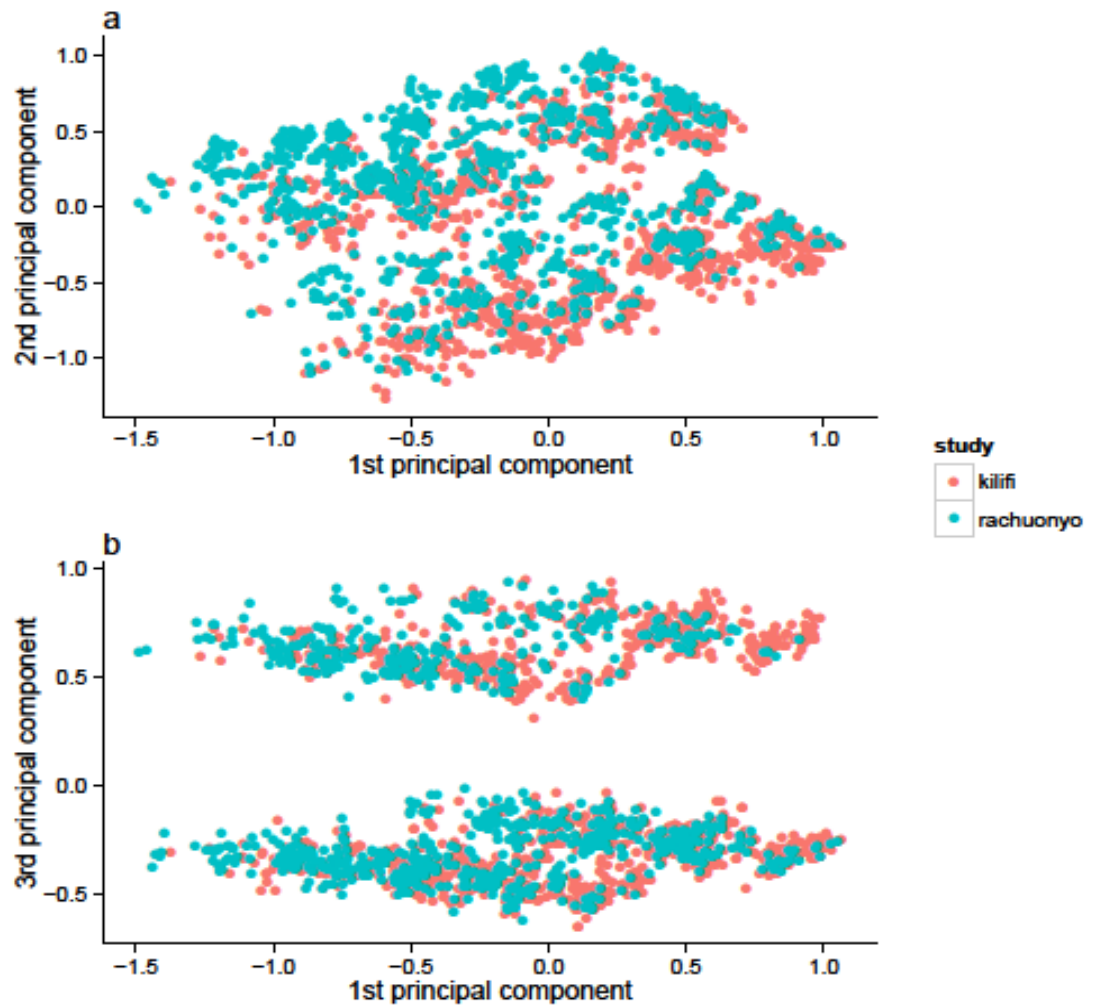 a
1.0
0.5
0.0
−0.5
−1.0
2nd principal component
−1.5 −1.0 −0.5 0.0 0.5 1.0
1st principal component
study
kilifi
rachuonyo
b
1.0
0.5
0.0
−0.5
3rd principal component
−1.5 −1.0 −0.5 0.0 0.5 1.0
1st principal component